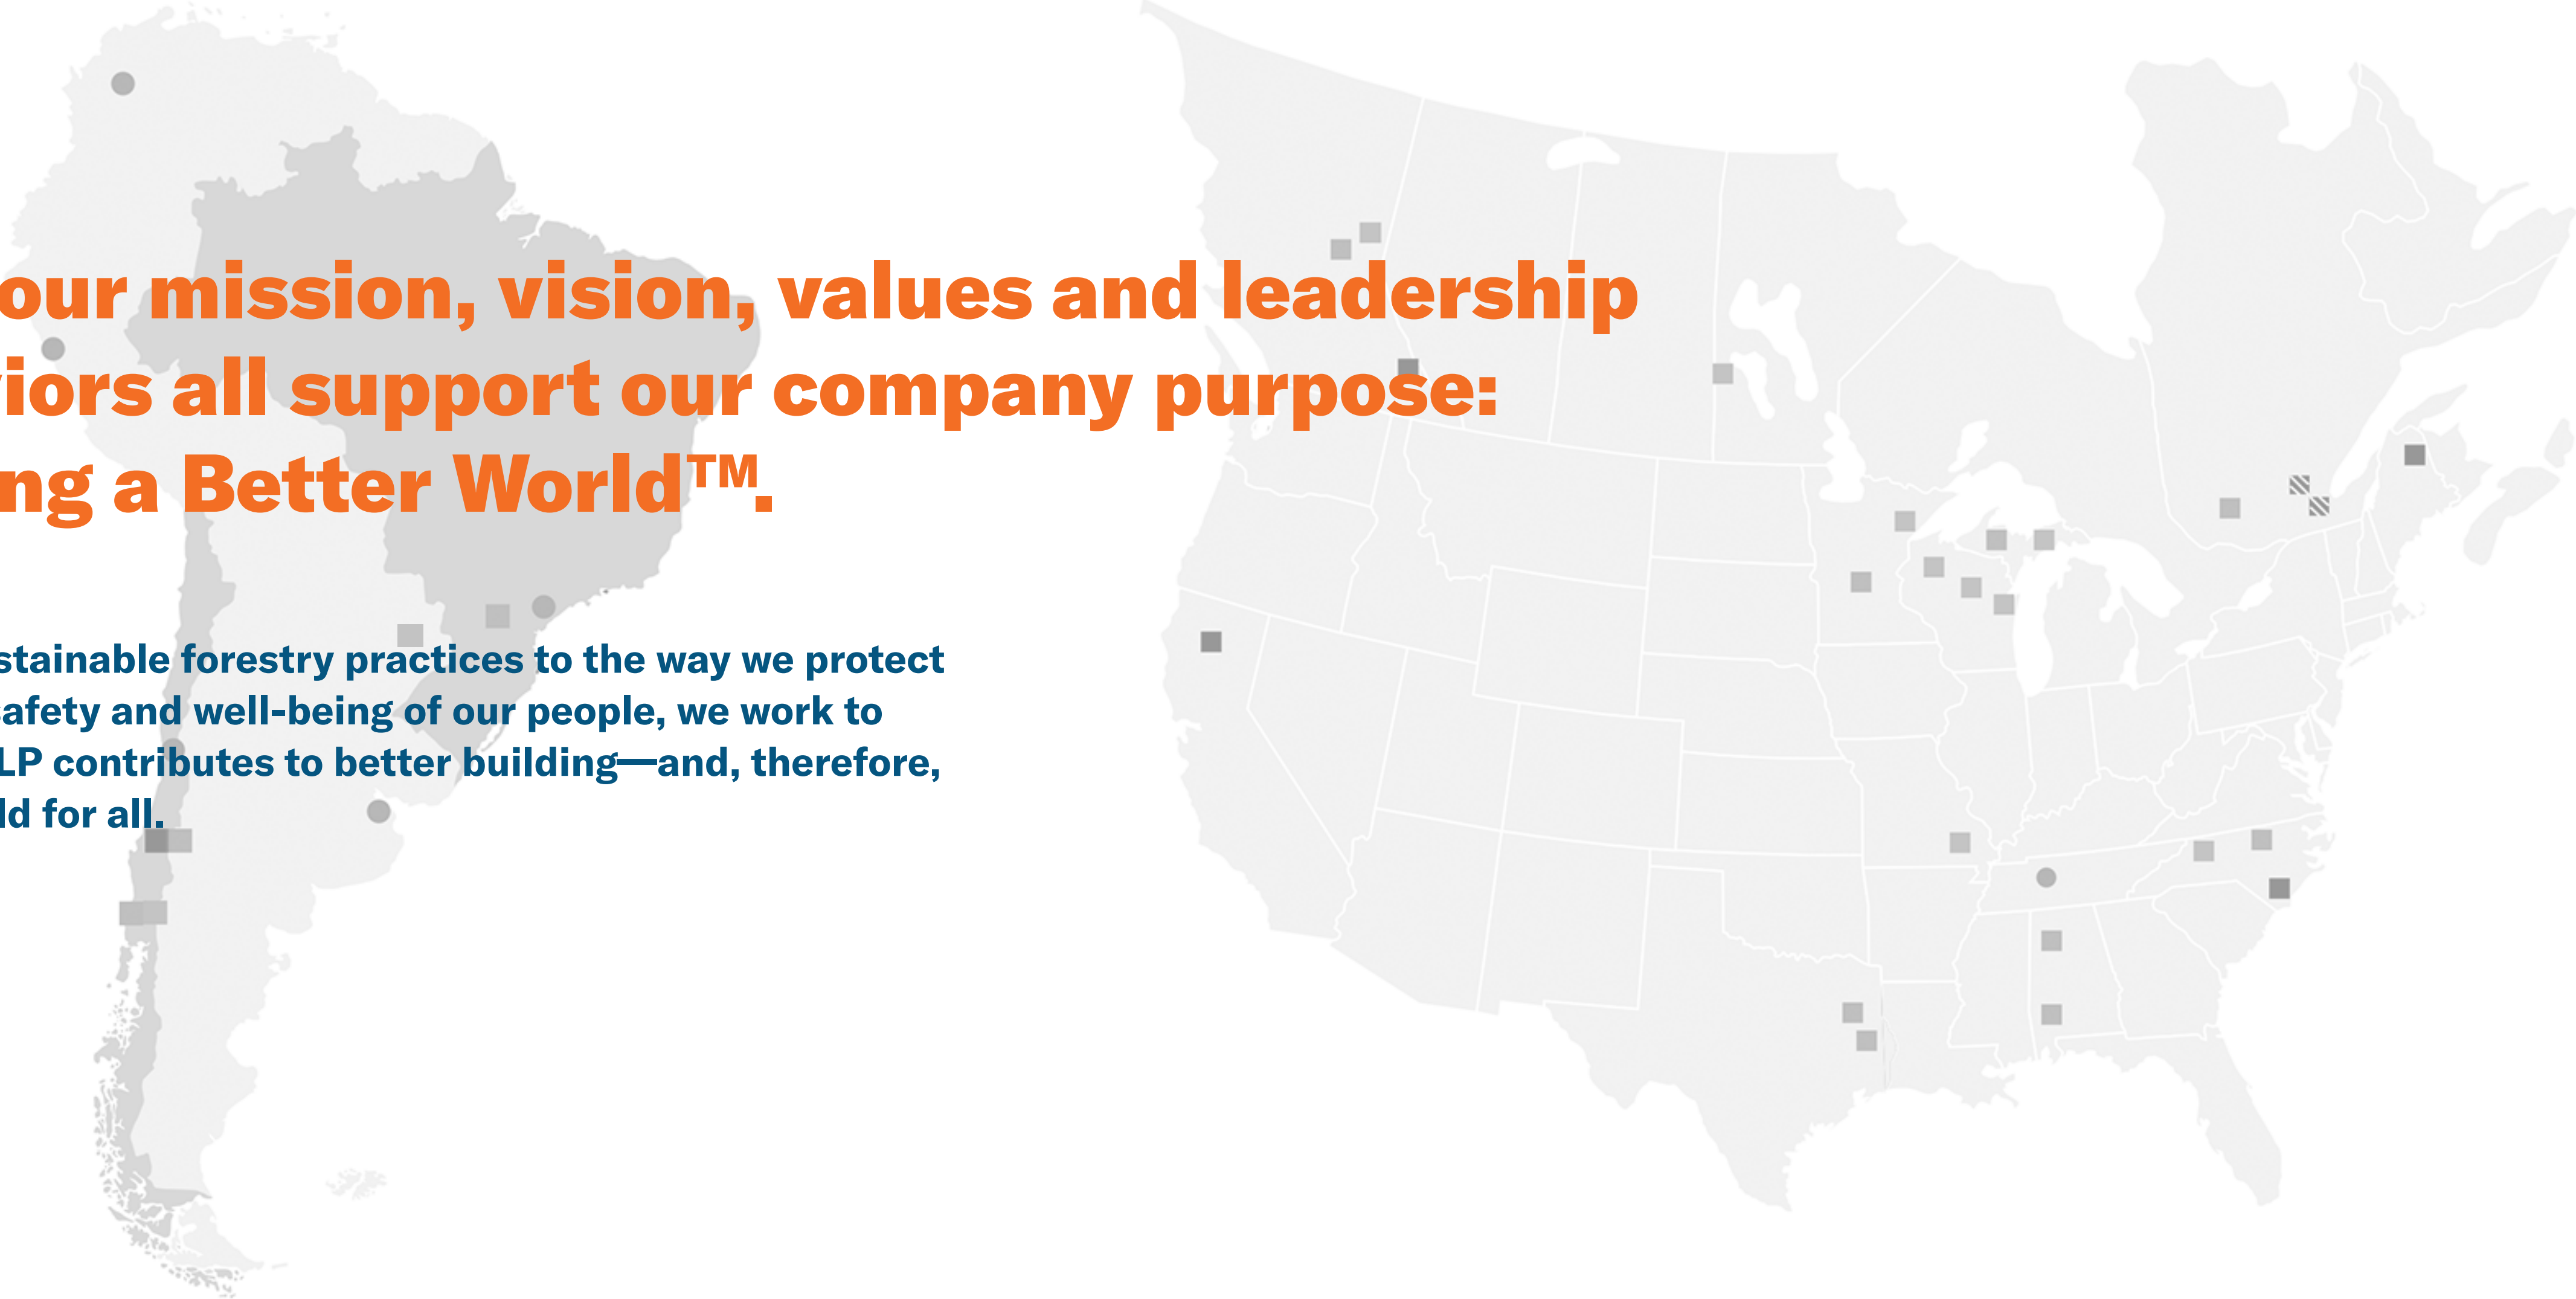 our mission, vision, values and leadership
iors all support our company purpose:
ng a Better World™.
stainable forestry practices to the way we protect
safety and well-being of our people, we work to
LP contributes to better building—and, therefore,
ld for all.